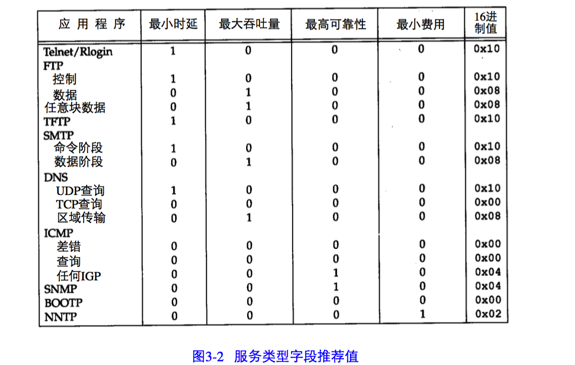 应 用 程 序 最小时延 最大吞吐量 最高可靠性 最小费用 16进制值
Telnet/Rlogin 1 0 0 0 0x10
FTP
控制 1 0 0 0 0x10
数据 0 1 0 0 0x08
任意块数据 0 1 0 0 0x08
TFTP 1 0 0 0 0x10
SMTP
命令阶段 1 0 0 0 0x10
数据阶段 0 1 0 0 0x08
DNS
UDP查询 1 0 0 0 0x10
TCP查询 0 0 0 0 0x00
区域传输 0 1 0 0 0x08
ICMP
差错 0 0 0 0 0x00
查询 0 0 0 0 0x00
任何IGP 0 0 1 0 0x04
SNMP 0 0 1 0 0x04
BOOTP 0 0 0 0 0x00
NNTP 0 0 0 1 0x02
图3-2 服务类型字段推荐值